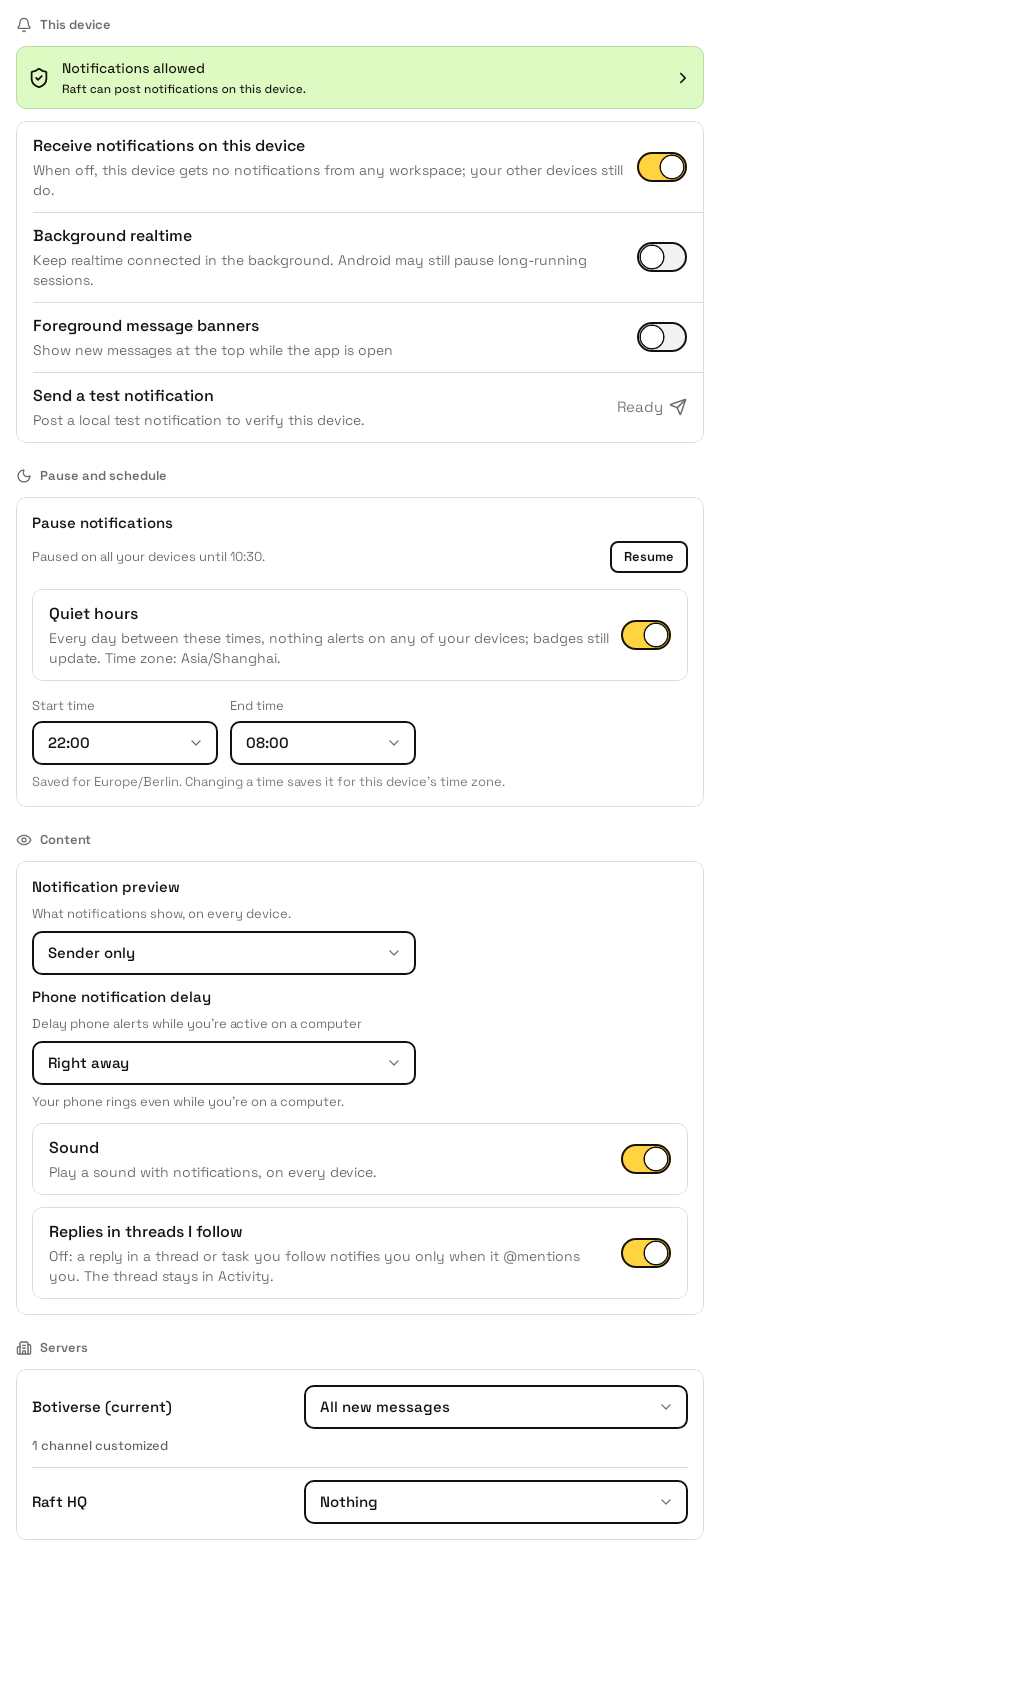 This device
Notifications allowed
Raft can post notifications on this device.
Receive notifications on this device
When off, this device gets no notifications from any workspace; your other devices still
do.
Background realtime
Keep realtime connected in the background. Android may still pause long-running
sessions.
Foreground message banners
Show new messages at the top while the app is open
Send a test notification
Post a local test notification to verify this device.
Ready
Pause and schedule
Pause notifications
Paused on all your devices until 10:30.
Resume
Quiet hours
Every day between these times, nothing alerts on any of your devices; badges still
update. Time zone: Asia/Shanghai.
Start time
End time
22:00
08:00
Saved for Europe/Berlin. Changing a time saves it for this device's time zone.
Content
Notification preview
What notifications show, on every device.
Sender only
Phone notification delay
Delay phone alerts while you're active on a computer
Right away
Your phone rings even while you're on a computer.
Sound
Play a sound with notifications, on every device.
Replies in threads I follow
Off: a reply in a thread or task you follow notifies you only when it @mentions
you. The thread stays in Activity.
Servers
Botiverse (current)
All new messages
1 channel customized
Raft HQ
Nothing